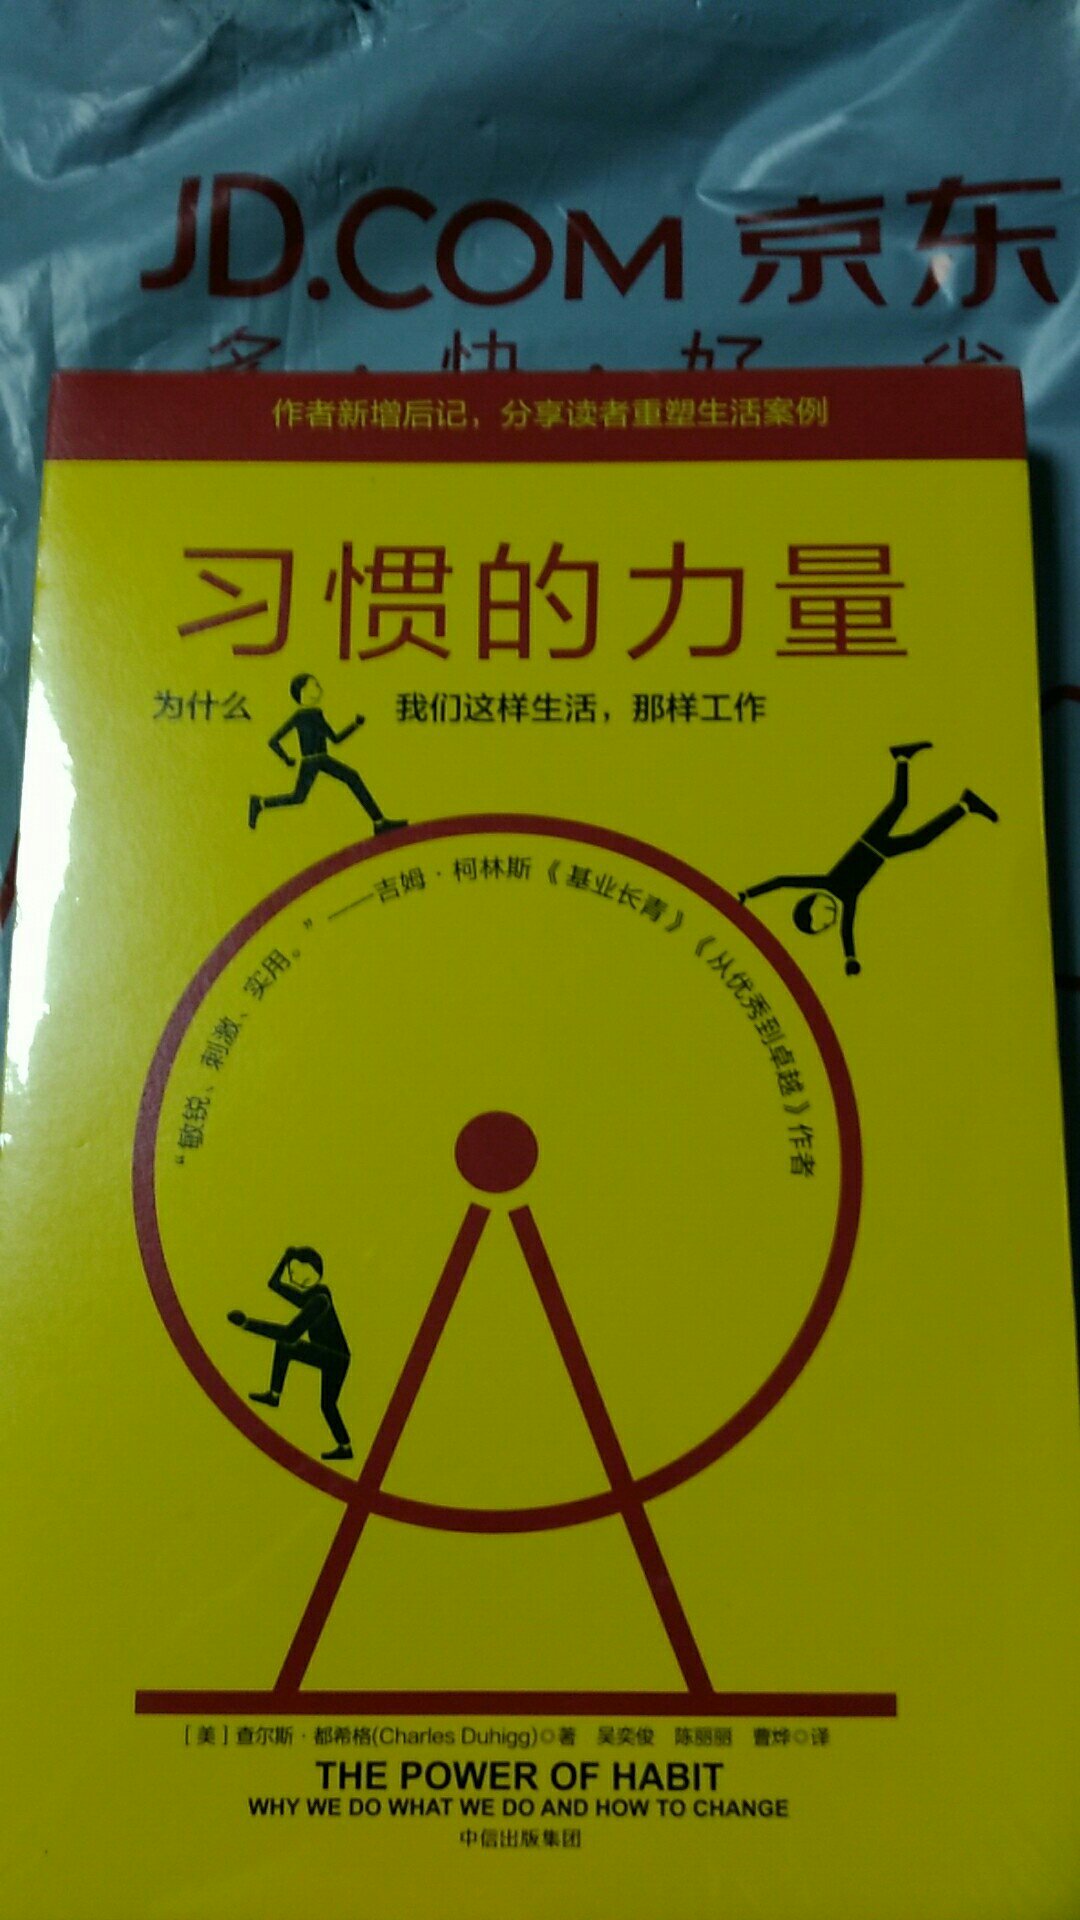 JD.COM 京东
多·快·好 省
作者新增后记，分享读者重塑生活案例
习惯的力量
为什么 我们这样生活，那样工作
“敏锐、刺激、实用。”——吉姆·柯林斯《基业长青》《从优秀到卓越》作者
[美]查尔斯·都希格(Charles Duhigg)◎著 吴奕俊 陈丽丽 曹烨◎译
THE POWER OF HABIT
WHY WE DO WHAT WE DO AND HOW TO CHANGE
中信出版集团